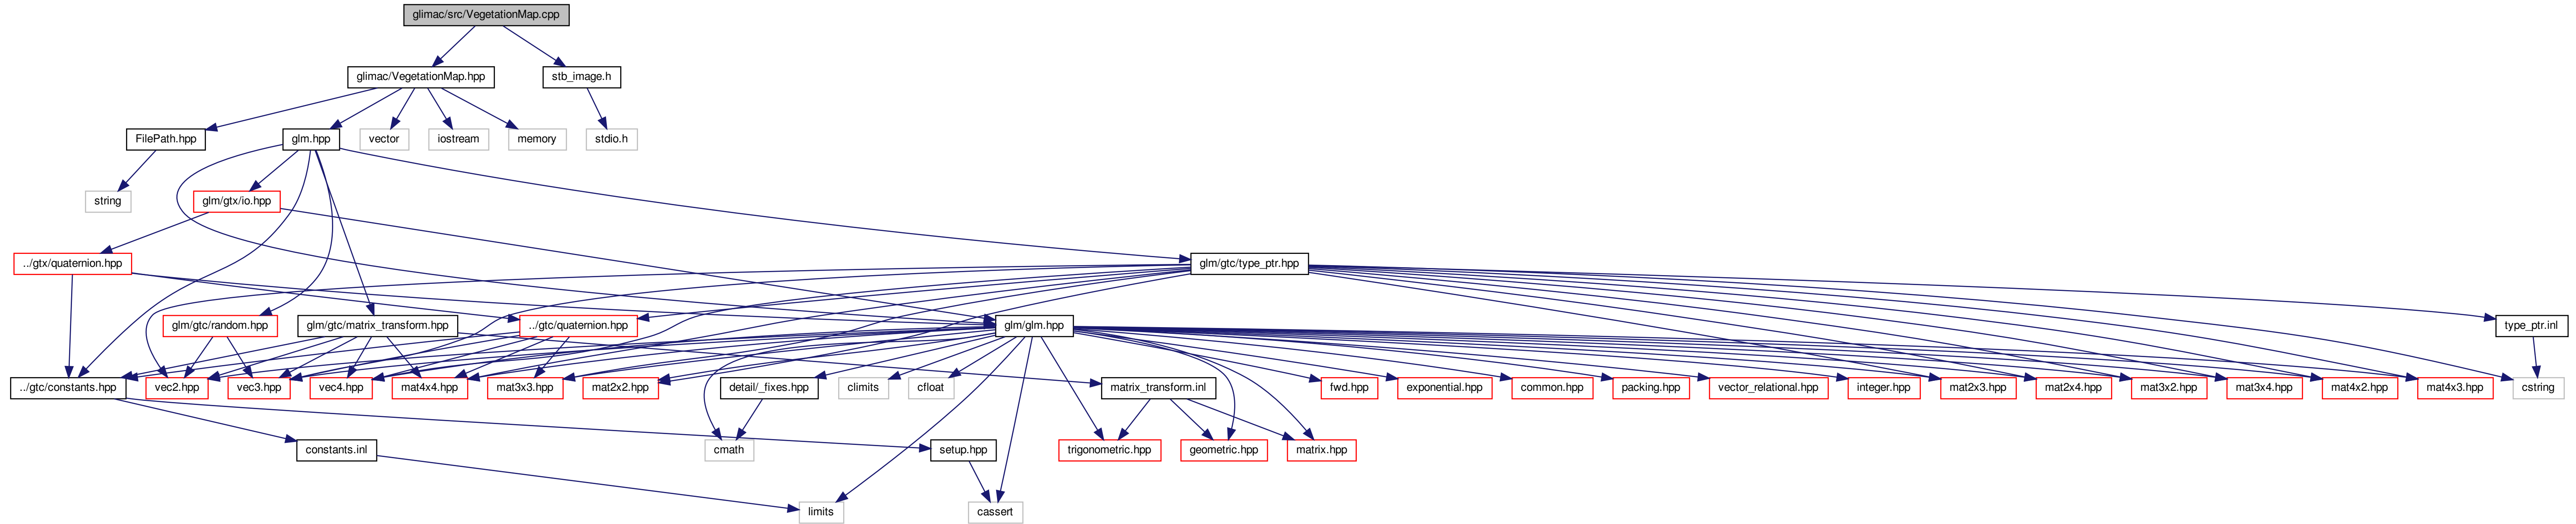 glimac/src/VegetationMap.cpp
glimac/VegetationMap.hpp
stb_image.h
FilePath.hpp
glm.hpp
vector
iostream
memory
stdio.h
string
glm/gtx/io.hpp
../gtx/quaternion.hpp
glm/gtc/type_ptr.hpp
glm/gtc/random.hpp
glm/gtc/matrix_transform.hpp
../gtc/quaternion.hpp
glm/glm.hpp
type_ptr.inl
../gtc/constants.hpp
vec2.hpp
vec3.hpp
vec4.hpp
mat4x4.hpp
mat3x3.hpp
mat2x2.hpp
detail/_fixes.hpp
climits
cfloat
matrix_transform.inl
fwd.hpp
exponential.hpp
common.hpp
packing.hpp
vector_relational.hpp
integer.hpp
mat2x3.hpp
mat2x4.hpp
mat3x2.hpp
mat3x4.hpp
mat4x2.hpp
mat4x3.hpp
cstring
constants.inl
cmath
setup.hpp
trigonometric.hpp
geometric.hpp
matrix.hpp
limits
cassert